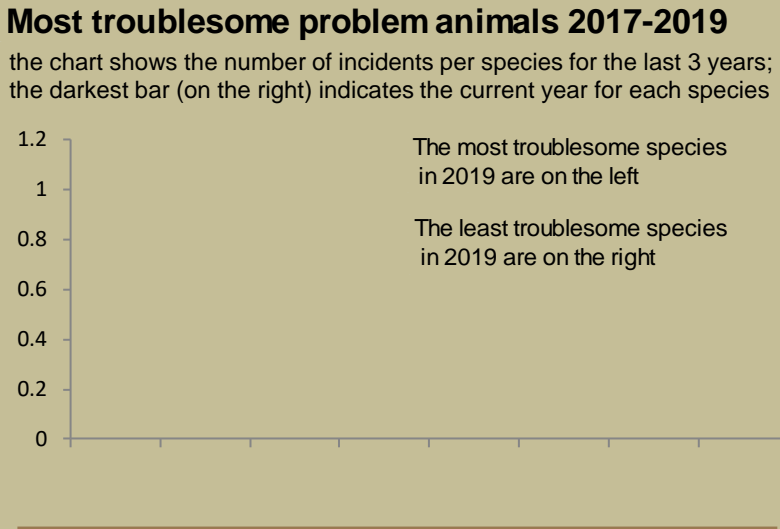 Most troublesome problem animals 2017-2019
the chart shows the number of incidents per species for the last 3 years;
the darkest bar (on the right) indicates the current year for each species
1.2
The most troublesome species
in 2019 are on the left
1
The least troublesome species
in 2019 are on the right
0.8
0.6
0.4
0.2
0